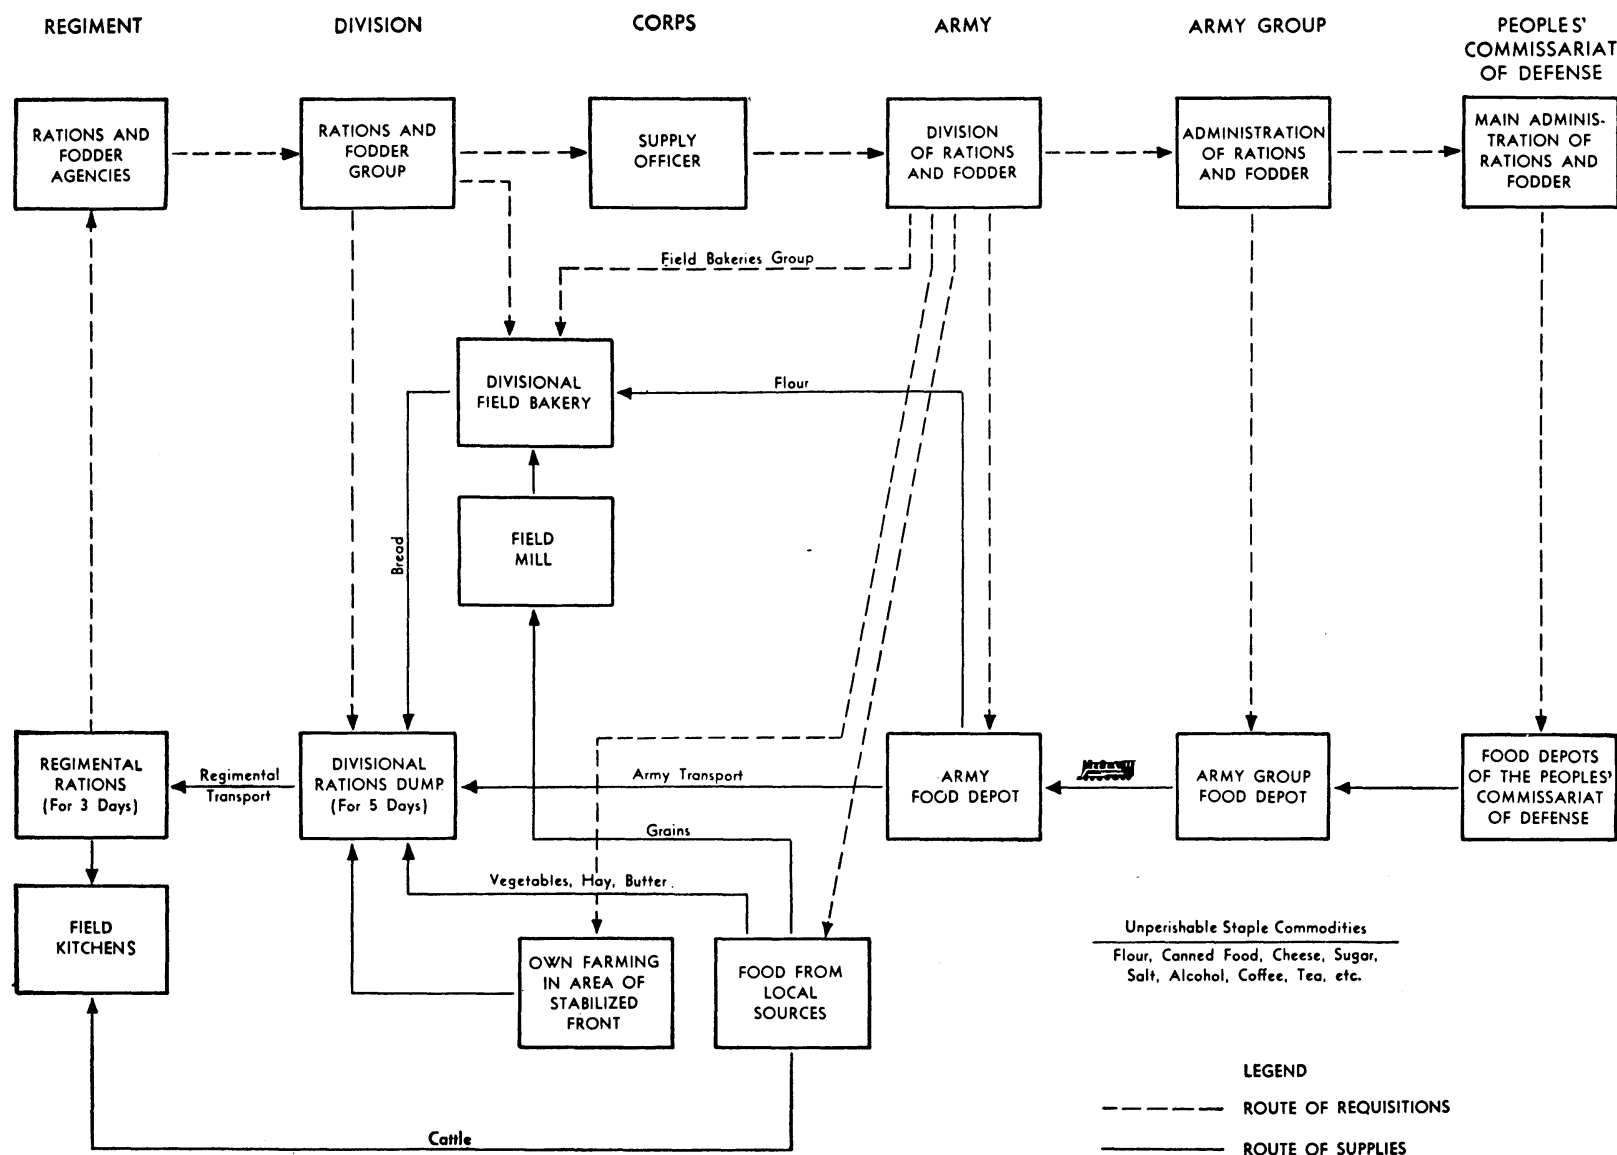 REGIMENT
DIVISION
CORPS
ARMY
ARMY GROUP
PEOPLES'
COMMISSARIAT
OF DEFENSE
RATIONS AND
FODDER
AGENCIES
RATIONS AND
FODDER
GROUP
SUPPLY
OFFICER
DIVISION
OF RATIONS
AND FODDER
ADMINISTRATION
OF RATIONS
AND FODDER
MAIN ADMINIS-
TRATION OF
RATIONS AND
FODDER
Field Bakeries Group
DIVISIONAL
FIELD BAKERY
Flour
Bread
FIELD
MILL
REGIMENTAL
RATIONS
(For 3 Days)
Regimental
Transport
DIVISIONAL
RATIONS DUMP
(For 5 Days)
Army Transport
ARMY
FOOD DEPOT
ARMY GROUP
FOOD DEPOT
FOOD DEPOTS
OF THE PEOPLES'
COMMISSARIAT
OF DEFENSE
Grains
Vegetables, Hay, Butter
FIELD
KITCHENS
OWN FARMING
IN AREA OF
STABILIZED
FRONT
FOOD FROM
LOCAL
SOURCES
Unperishable Staple Commodities
Flour, Canned Food, Cheese, Sugar,
Salt, Alcohol, Coffee, Tea, etc.
Cattle
LEGEND
ROUTE OF REQUISITIONS
ROUTE OF SUPPLIES